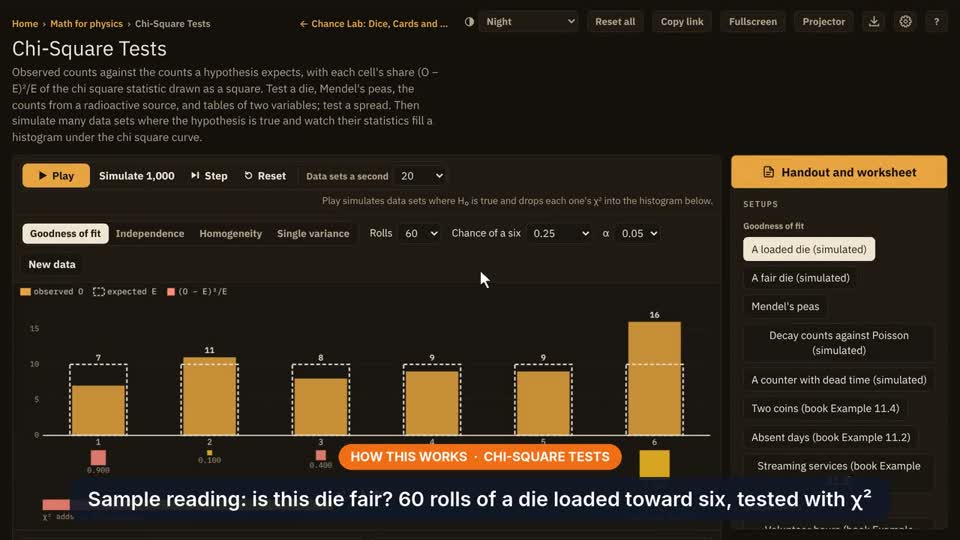 Home › Math for physics › Chi-Square Tests
← Chance Lab: Dice, Cards and ...
Night
Reset all
Copy link
Fullscreen
Projector
?
Chi-Square Tests
Observed counts against the counts a hypothesis expects, with each cell's share (O –
E)²/E of the chi square statistic drawn as a square. Test a die, Mendel's peas, the
counts from a radioactive source, and tables of two variables; test a spread. Then
simulate many data sets where the hypothesis is true and watch their statistics fill a
histogram under the chi square curve.
Play
Simulate 1,000
Step
Reset
Data sets a second
20
Play simulates data sets where H₀ is true and drops each one's χ² into the histogram below.
Goodness of fit
Independence
Homogeneity
Single variance
Rolls
60
Chance of a six
0.25
α
0.05
New data
observed O
expected E
(O − E)²/E
15
10
5
0
7
11
8
9
9
16
1
2
3
4
5
6
0.900
0.100
0.400
χ² adds
HOW THIS WORKS · CHI-SQUARE TESTS
Sample reading: is this die fair? 60 rolls of a die loaded toward six, tested with χ²
Handout and worksheet
SETUPS
Goodness of fit
A loaded die (simulated)
A fair die (simulated)
Mendel's peas
Decay counts against Poisson
(simulated)
A counter with dead time (simulated)
Two coins (book Example 11.4)
Absent days (book Example 11.2)
Streaming services (book Example
Volunteer hours (book Example